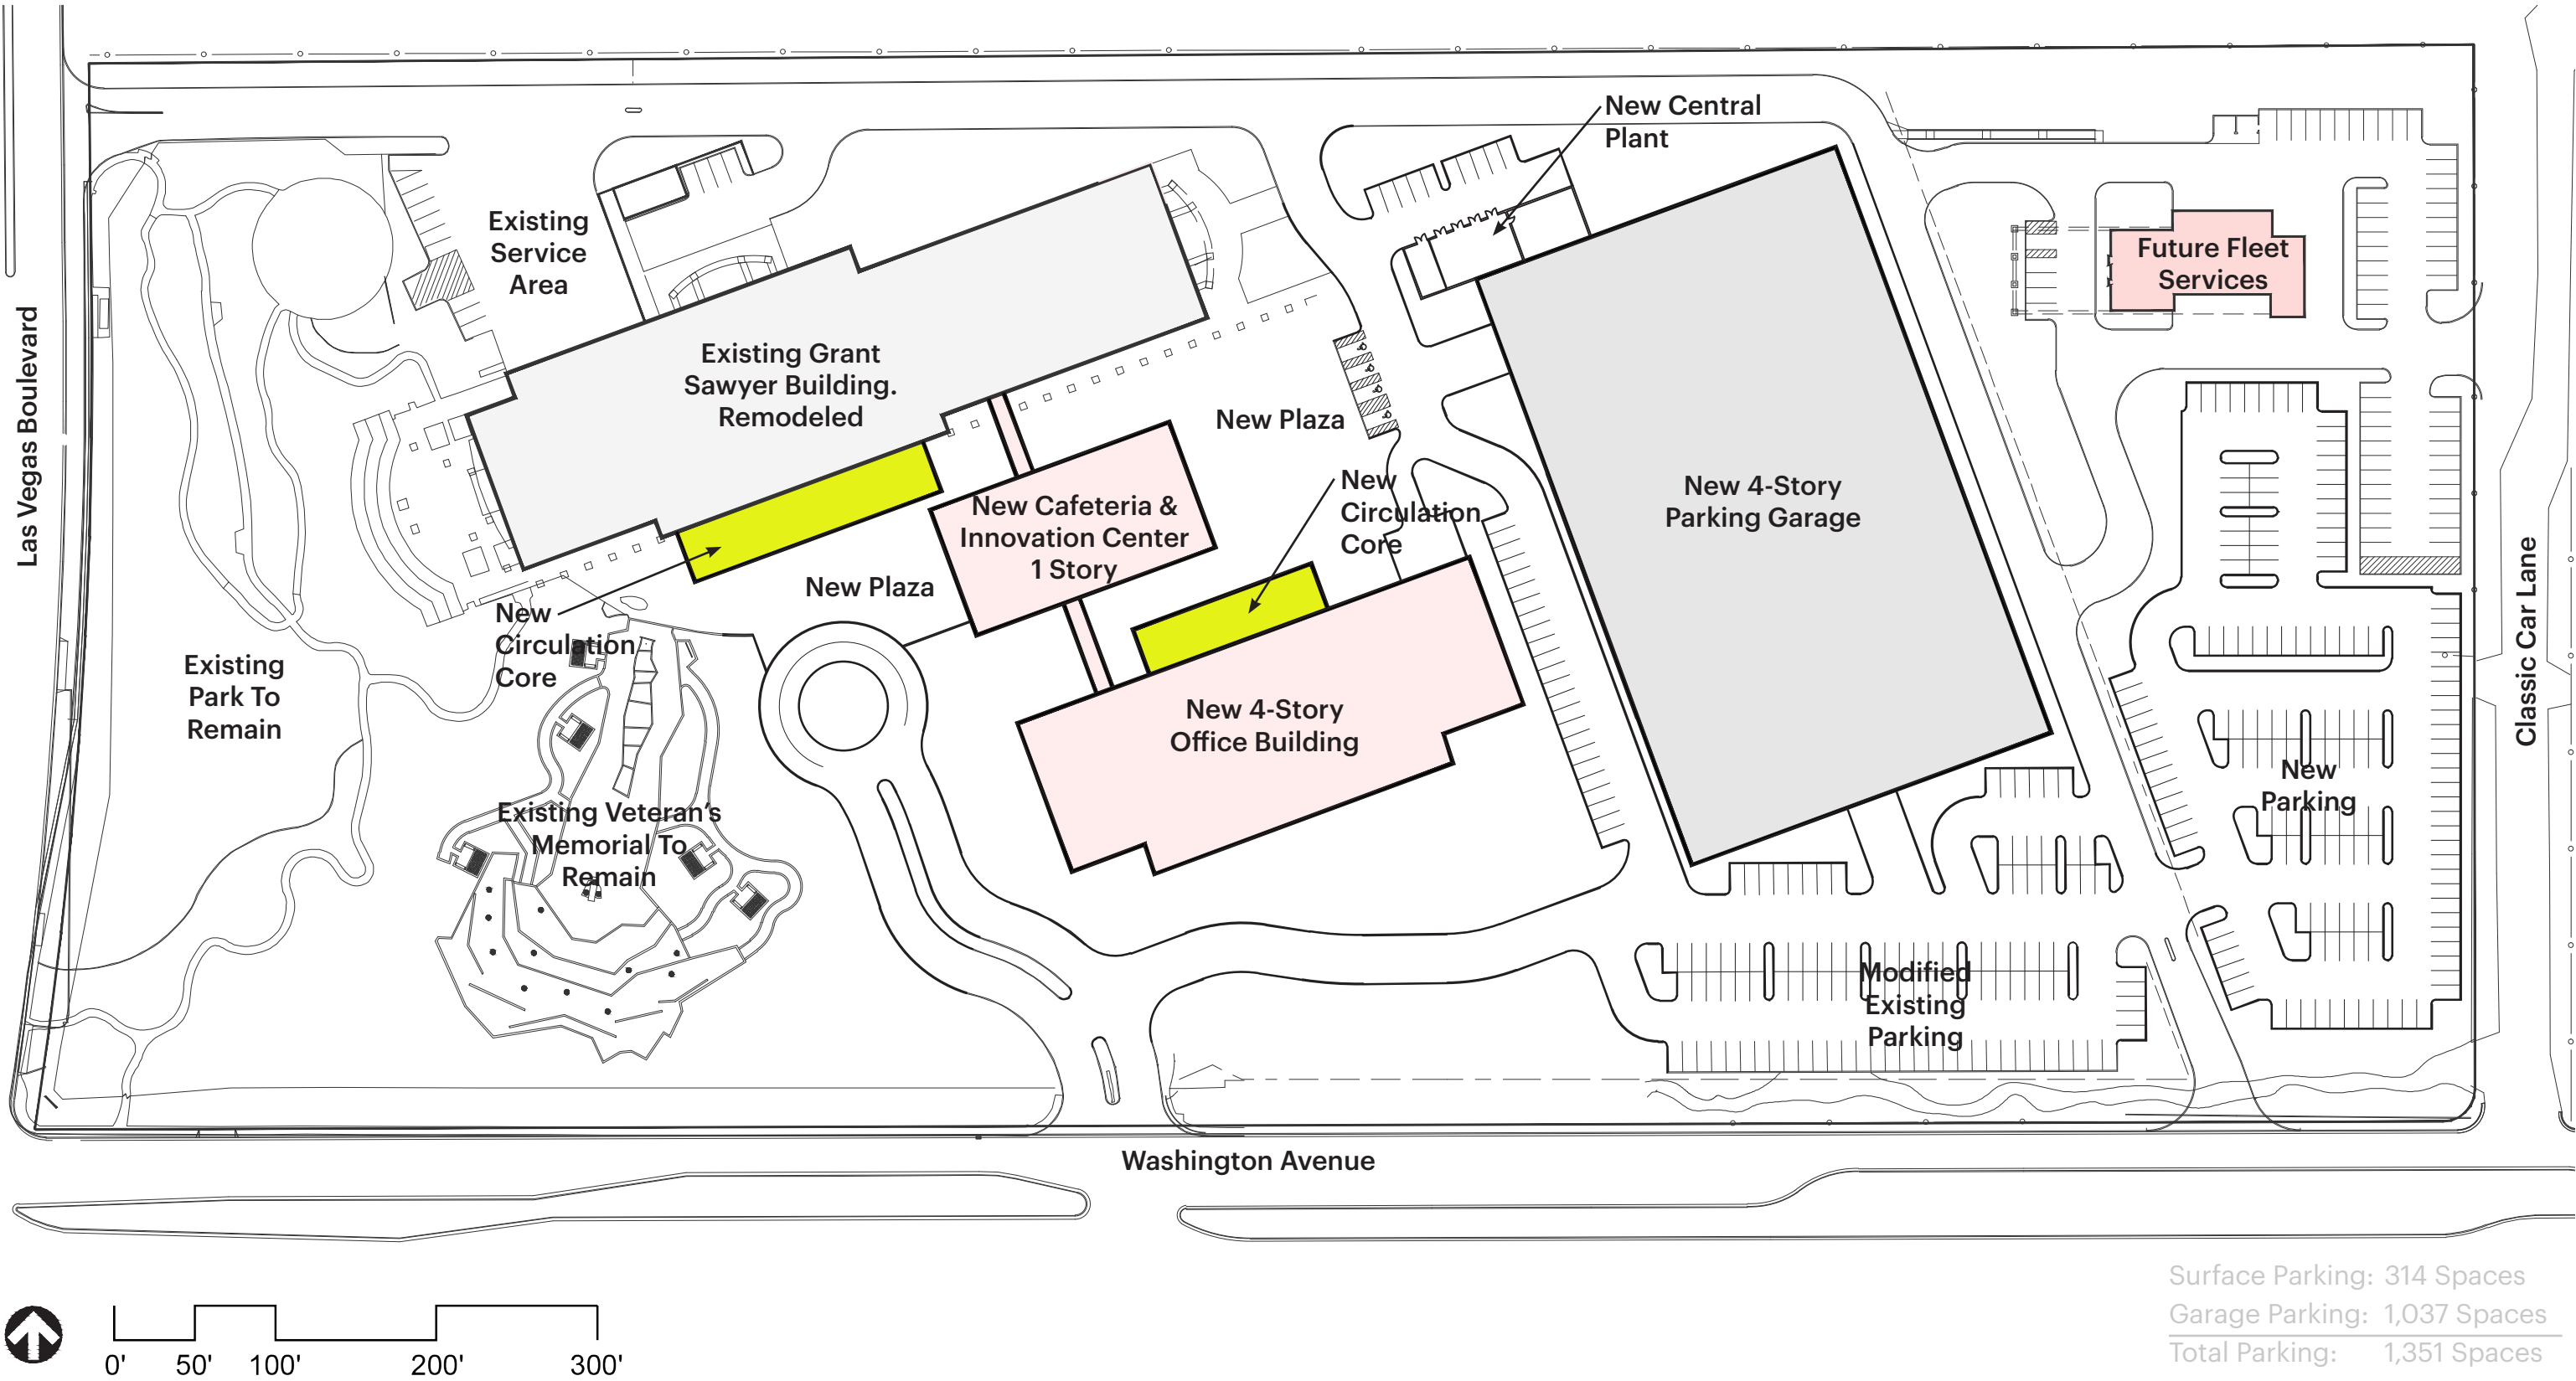 New Central
Plant
Existing
Service
Area
Future Fleet
Services
Las Vegas Boulevard
Existing Grant
Sawyer Building.
Remodeled
New Plaza
New
Circulation
Core
New 4-Story
Parking Garage
New Cafeteria &
Innovation Center
1 Story
New Plaza
New
Circulation
Core
Existing
Park To
Remain
New 4-Story
Office Building
Classic Car Lane
New
Parking
Existing Veteran's
Memorial To
Remain
Modified
Existing
Parking
Washington Avenue
Surface Parking: 314 Spaces
Garage Parking: 1,037 Spaces
Total Parking: 1,351 Spaces
0' 50' 100' 200' 300'